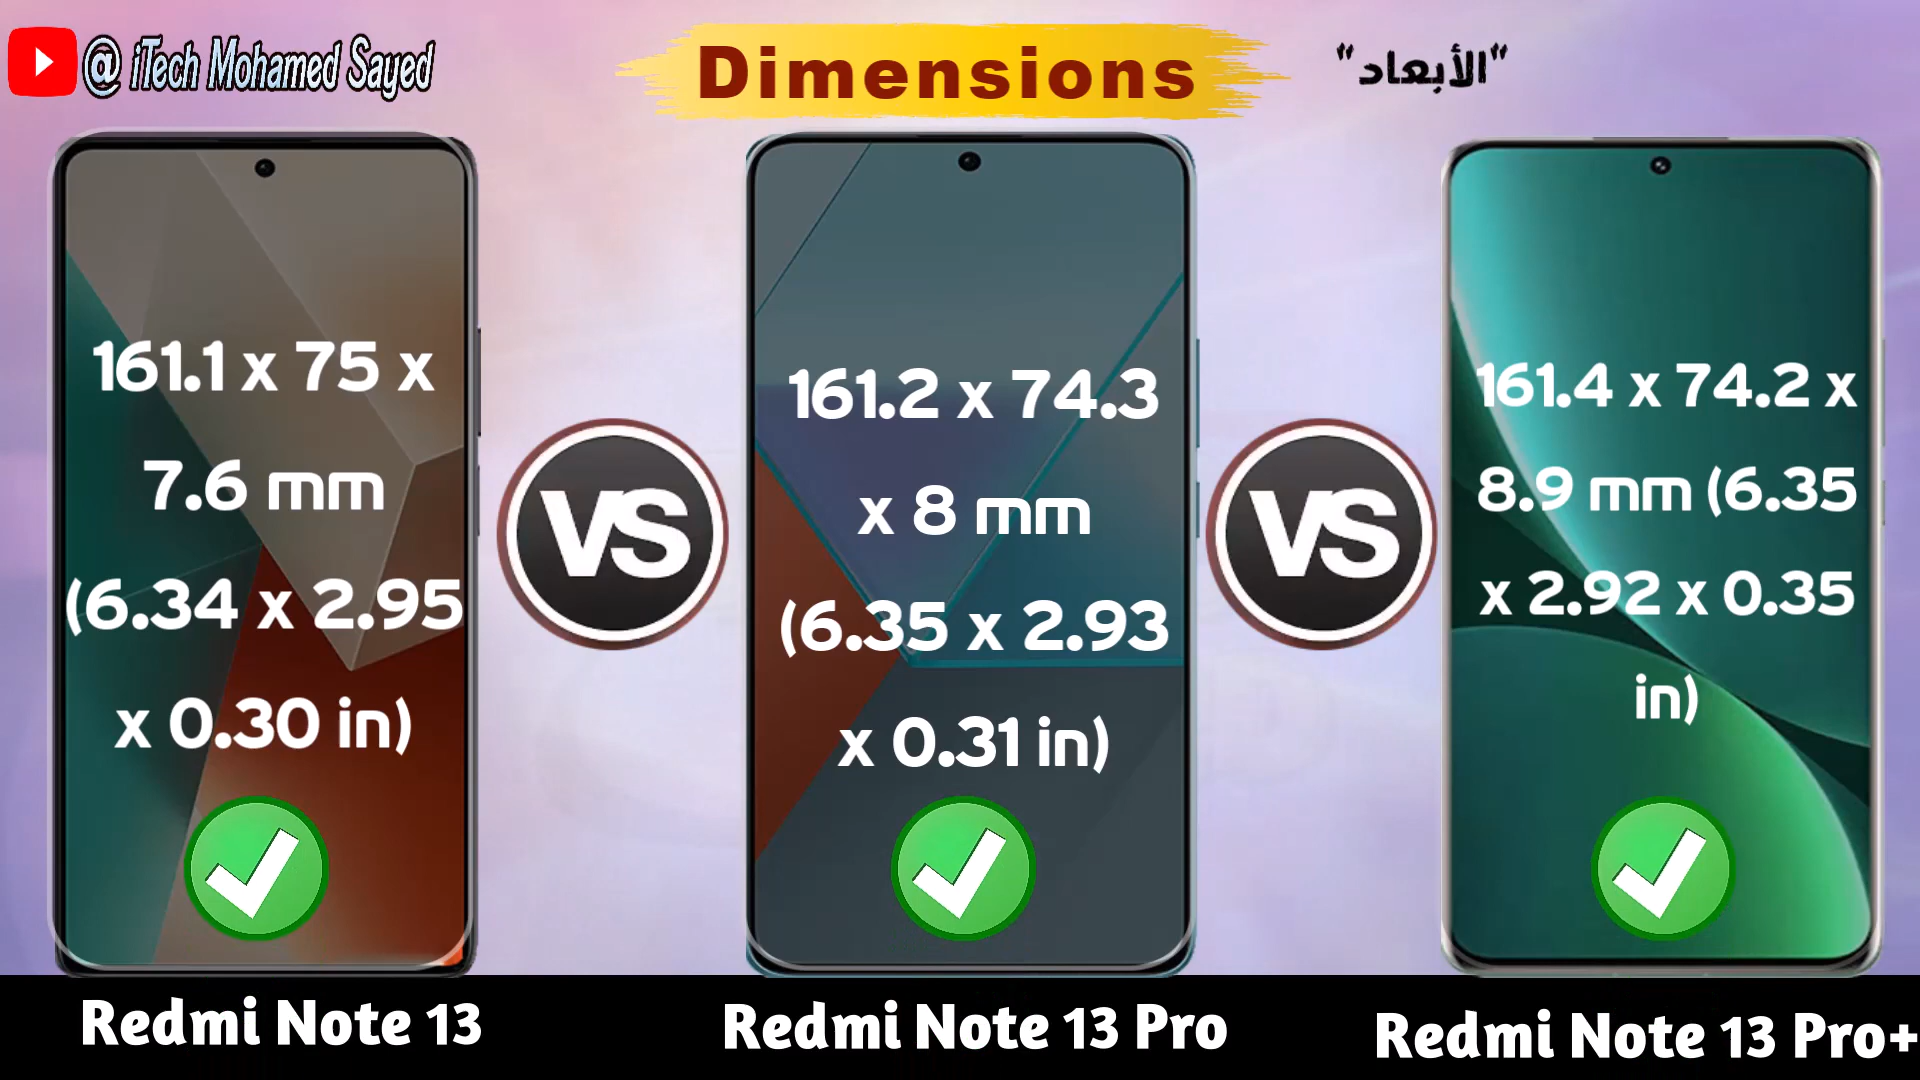 @ iTech Mohamed Sayed
Dimensions
"الأبعاد"
161.1 x 75 x
7.6 mm
(6.34 x 2.95
x 0.30 in)
VS
161.2 x 74.3
x 8 mm
(6.35 x 2.93
x 0.31 in)
VS
161.4 x 74.2 x
8.9 mm (6.35
x 2.92 x 0.35
in)
Redmi Note 13
Redmi Note 13 Pro
Redmi Note 13 Pro+